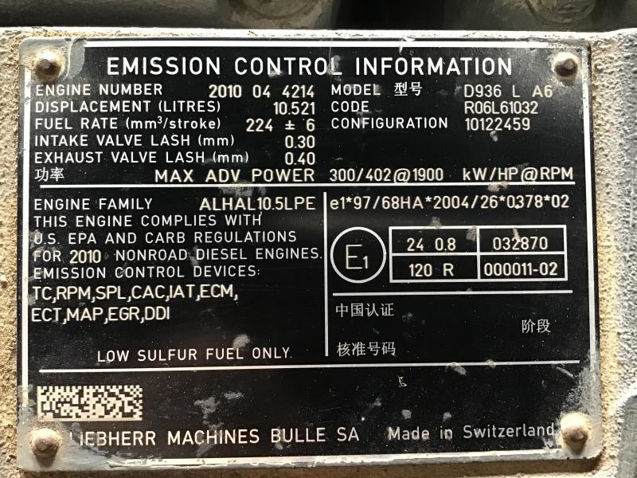 EMISSION CONTROL INFORMATION
ENGINE NUMBER 2010 04 4214 MODEL 型号 D936 L A6
DISPLACEMENT (LITRES) 10.521 CODE R06L61032
FUEL RATE (mm³/stroke) 224 ± 6 CONFIGURATION 10122459
INTAKE VALVE LASH (mm) 0.30
EXHAUST VALVE LASH (mm) 0.40
功率 MAX ADV POWER 300/402@1900 kW/HP@RPM
ENGINE FAMILY ALHAL10.5LPE
THIS ENGINE COMPLIES WITH
U.S. EPA AND CARB REGULATIONS
FOR 2010 NONROAD DIESEL ENGINES.
EMISSION CONTROL DEVICES:
TC,RPM,SPL,CAC,IAT,ECM,
ECT,MAP,EGR,DDI
LOW SULFUR FUEL ONLY.
e1*97/68HA*2004/26*0378*02
E1
24 0.8 032870
120 R 000011-02
中国认证
阶段
核准号码
LIEBHERR MACHINES BULLE SA Made in Switzerland